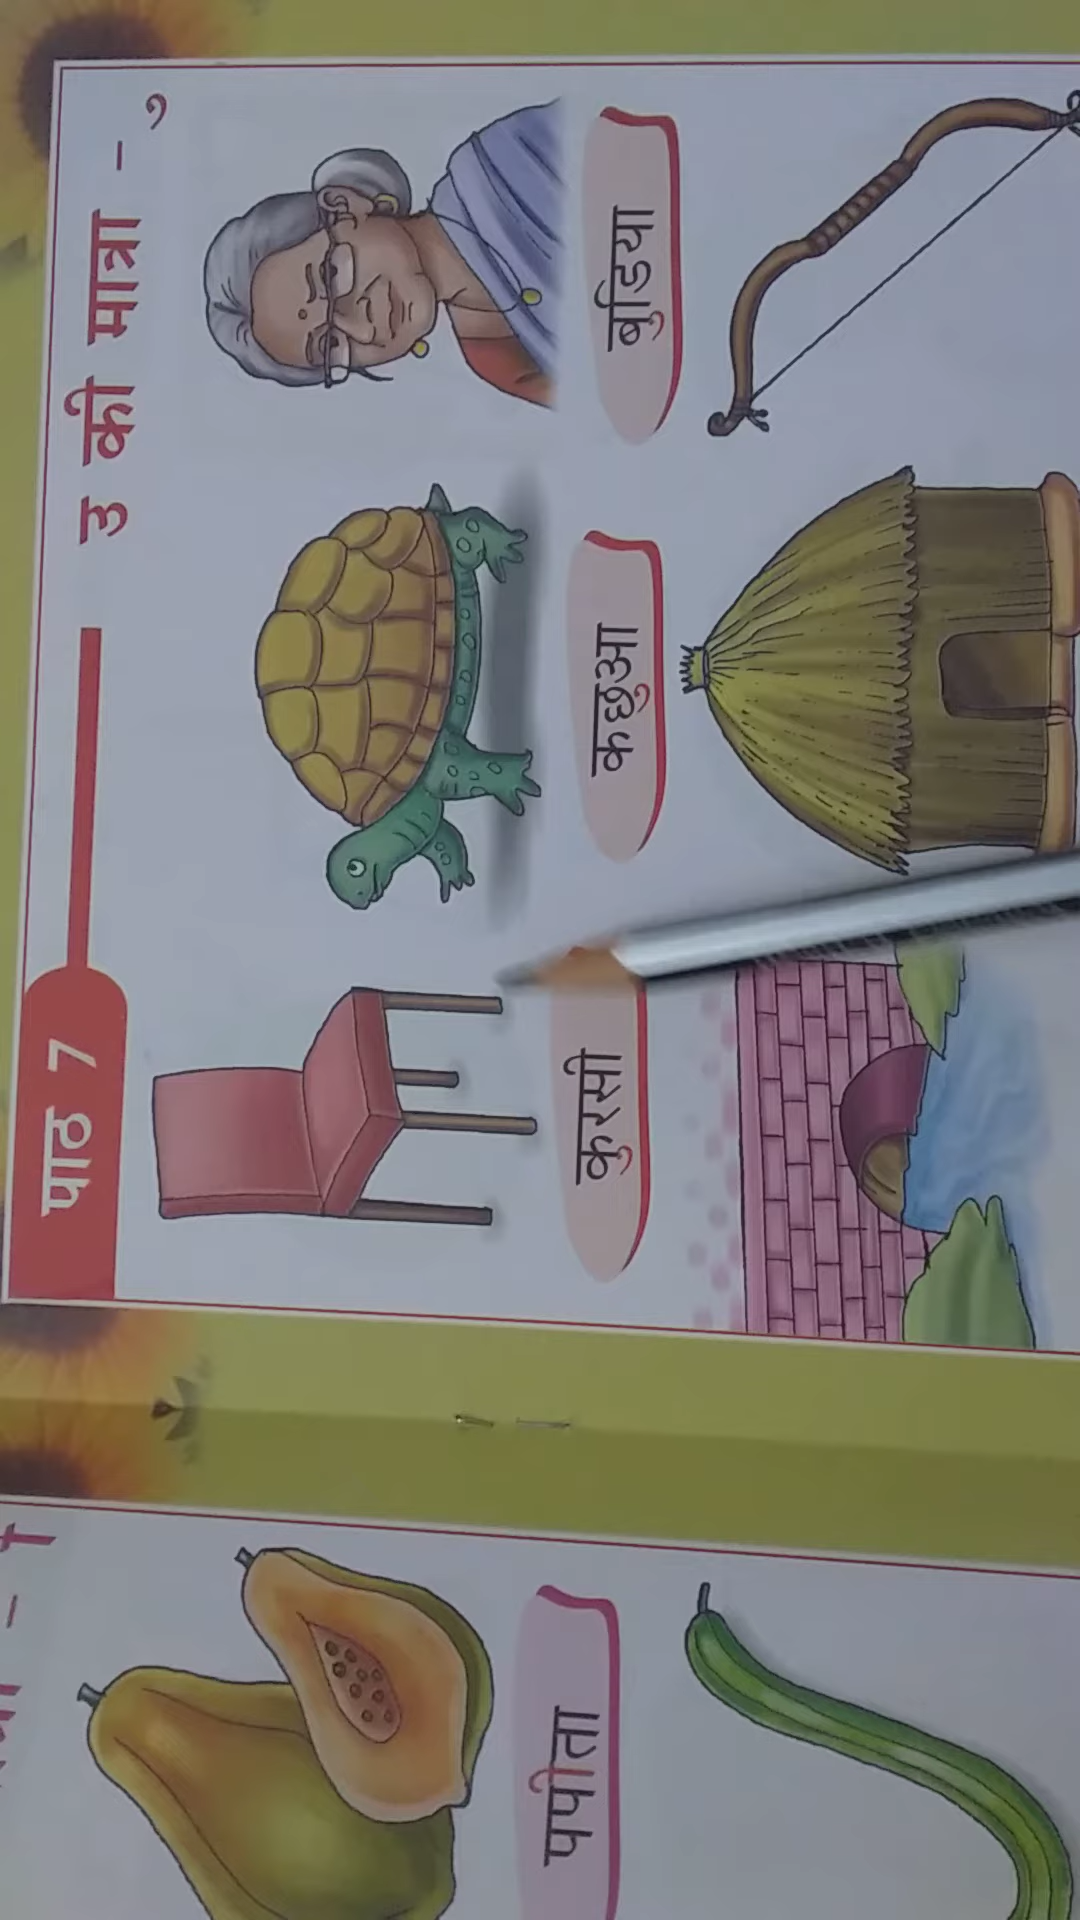 पाठ 7
उ की मात्रा - ु
कुरसी
कछुआ
बुडिया
पपीता